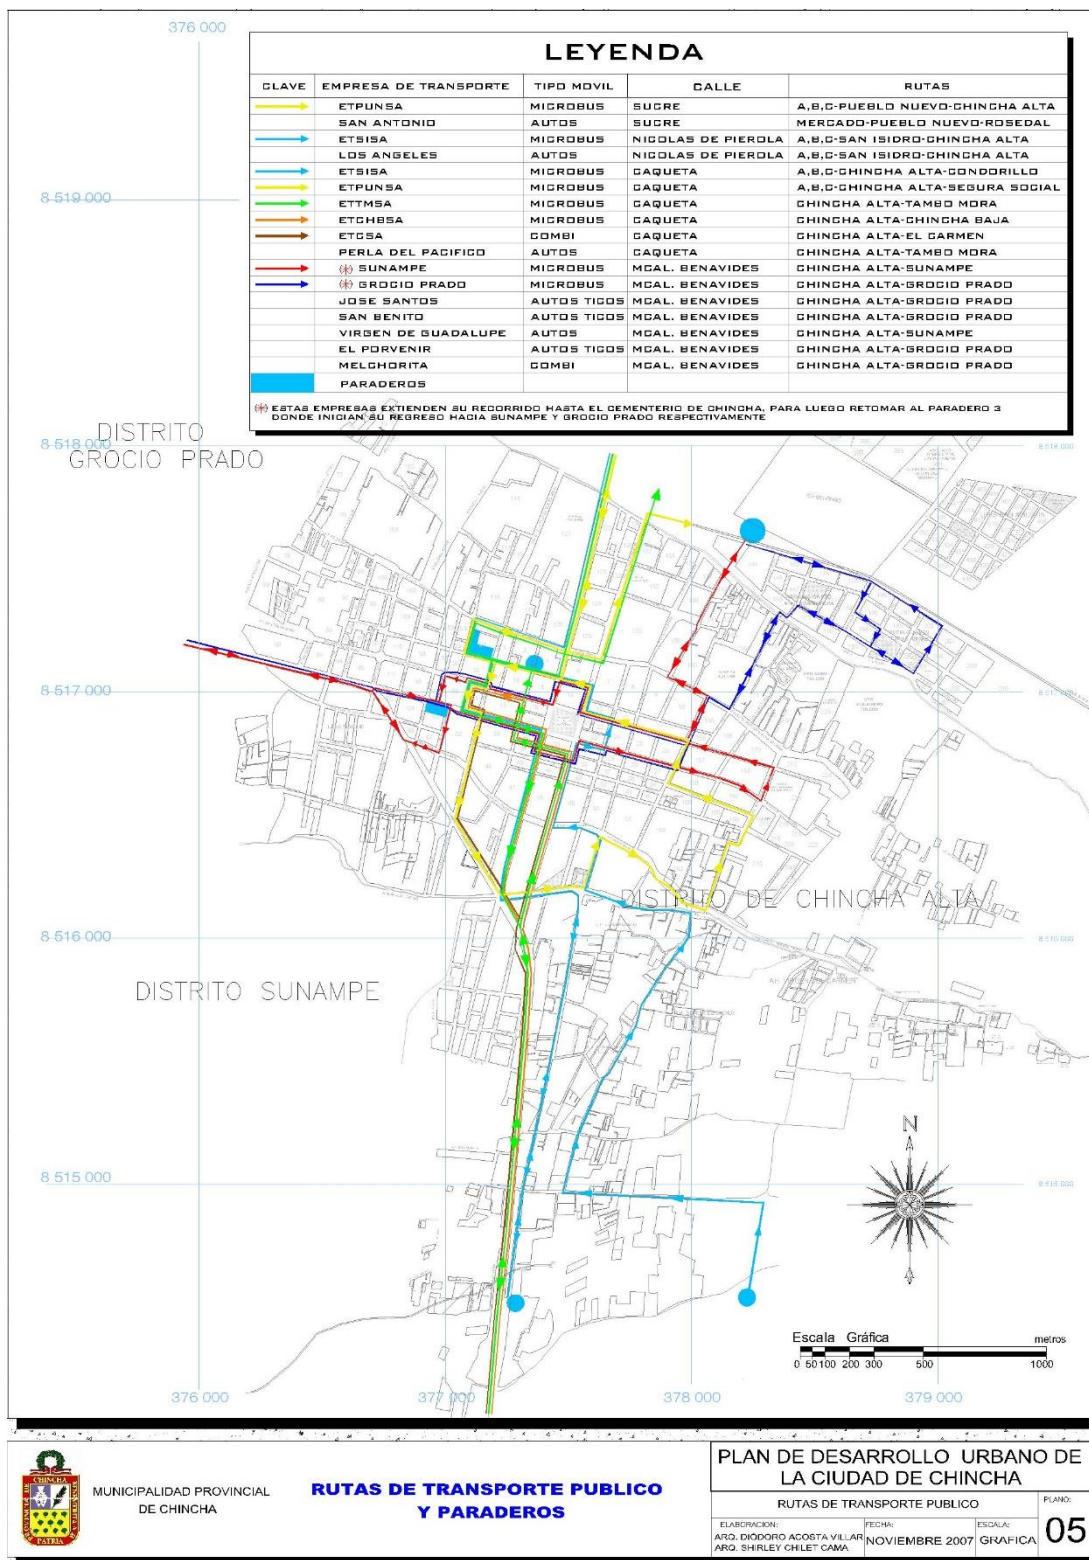 376 000
LEYENDA
CLAVE EMPRESA DE TRANSPORTE TIPO MOVIL CALLE RUTAS
ETPUNSA MICROBUS SUCRE A,B,C-PUEBLO NUEVO-CHINCHA ALTA
SAN ANTONIO AUTOS SUCRE MERCADO-PUEBLO NUEVO-ROSEDAL
ETSISA MICROBUS NICOLAS DE PIEROLA A,B,C-SAN ISIDRO-CHINCHA ALTA
LOS ANGELES AUTOS NICOLAS DE PIEROLA A,B,C-SAN ISIDRO-CHINCHA ALTA
ETSISA MICROBUS CAQUETA A,B,C-CHINCHA ALTA-CONDORILLO
ETPUNSA MICROBUS CAQUETA A,B,C-CHINCHA ALTA-SEGURA SOCIAL
ETTMSA MICROBUS CAQUETA CHINCHA ALTA-TAMBO MORA
ETCHBSA MICROBUS CAQUETA CHINCHA ALTA-CHINCHA BAJA
ETCSA COMBI CAQUETA CHINCHA ALTA-EL CARMEN
PERLA DEL PACIFICO AUTOS CAQUETA CHINCHA ALTA-TAMBO MORA
(*) SUNAMPE MICROBUS MCAL. BENAVIDES CHINCHA ALTA-SUNAMPE
(*) GROCIO PRADO MICROBUS MCAL. BENAVIDES CHINCHA ALTA-GROCIO PRADO
JOSE SANTOS AUTOS TICOS MCAL. BENAVIDES CHINCHA ALTA-GROCIO PRADO
SAN BENITO AUTOS TICOS MCAL. BENAVIDES CHINCHA ALTA-GROCIO PRADO
VIRGEN DE GUADALUPE AUTOS MCAL. BENAVIDES CHINCHA ALTA-SUNAMPE
EL PORVENIR AUTOS TICOS MCAL. BENAVIDES CHINCHA ALTA-GROCIO PRADO
MELCHORITA COMBI MCAL. BENAVIDES CHINCHA ALTA-GROCIO PRADO
PARADEROS
(*) ESTAS EMPRESAS EXTIENDEN SU RECORRIDO HASTA EL CEMENTERIO DE CHINCHA, PARA LUEGO RETOMAR AL PARADERO 3
DONDE INICIAN SU REGRESO HACIA SUNAMPE Y GROCIO PRADO RESPECTIVAMENTE
8 519 000
DISTRITO
GROCIO PRADO
8 518 000
8 517 000
DISTRITO DE CHINCHA ALTA
8 516 000
DISTRITO SUNAMPE
N
8 515 000
Escala Gráfica metros
0 50 100 200 300 500 1000
376 000 377 000 378 000 379 000
CHINCHA
PATRIA
MUNICIPALIDAD PROVINCIAL
DE CHINCHA
RUTAS DE TRANSPORTE PUBLICO
Y PARADEROS
PLAN DE DESARROLLO URBANO DE
LA CIUDAD DE CHINCHA
RUTAS DE TRANSPORTE PUBLICO
PLANO:
05
ELABORACION:
ARQ. DIÓDORO ACOSTA VILLAR
ARQ. SHIRLEY CHILET CAMA
FECHA:
NOVIEMBRE 2007
ESCALA:
GRAFICA